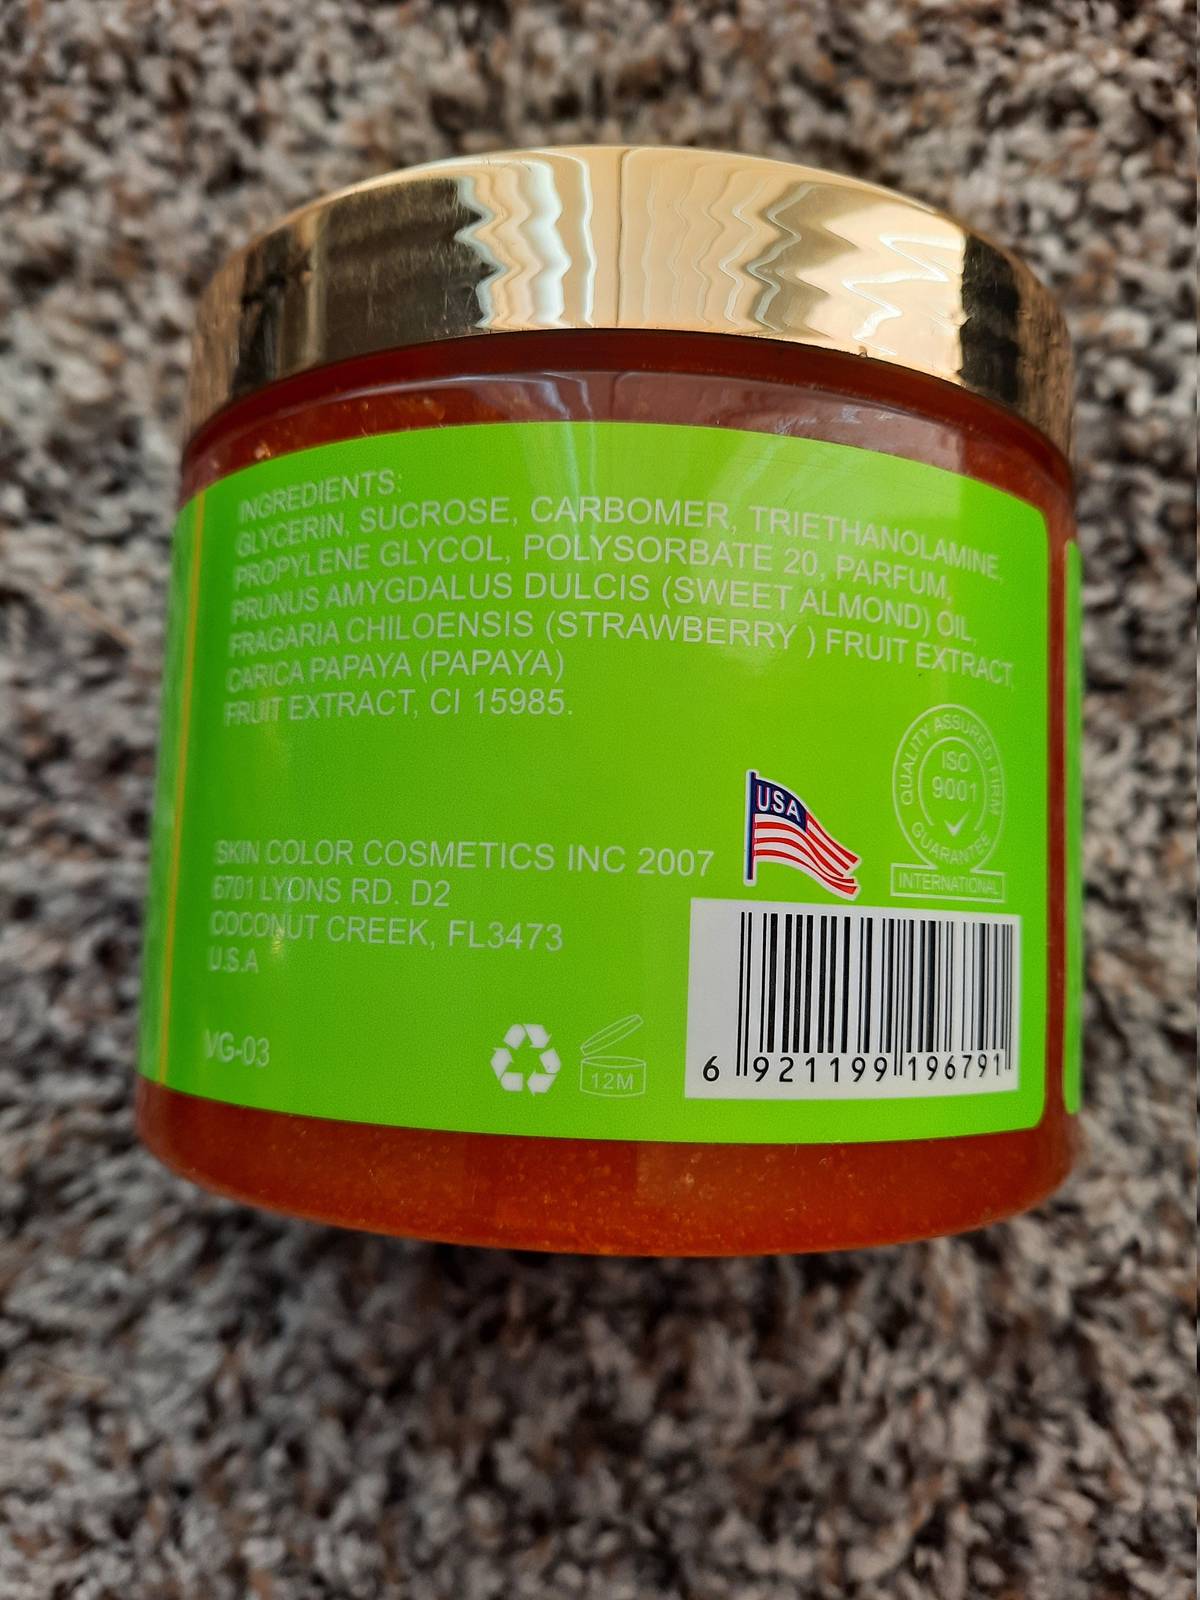 INGREDIENTS:
GLYCERIN, SUCROSE, CARBOMER, TRIETHANOLAMINE,
PROPYLENE GLYCOL, POLYSORBATE 20, PARFUM,
PRUNUS AMYGDALUS DULCIS (SWEET ALMOND) OIL,
FRAGARIA CHILOENSIS (STRAWBERRY ) FRUIT EXTRACT,
CARICA PAPAYA (PAPAYA)
FRUIT EXTRACT, CI 15985.
QUALITY ASSURED FIRM
ISO
9001
GUARANTEE
INTERNATIONAL
USA
SKIN COLOR COSMETICS INC 2007
6701 LYONS RD. D2
COCONUT CREEK, FL3473
U.S.A
VG-03
12M
6 921199 196791